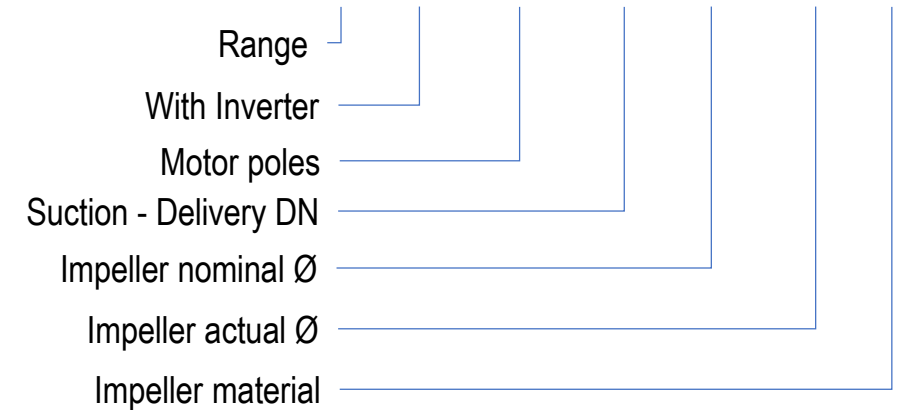 Range
With Inverter
Motor poles
Suction - Delivery DN
Impeller nominal Ø
Impeller actual Ø
Impeller material